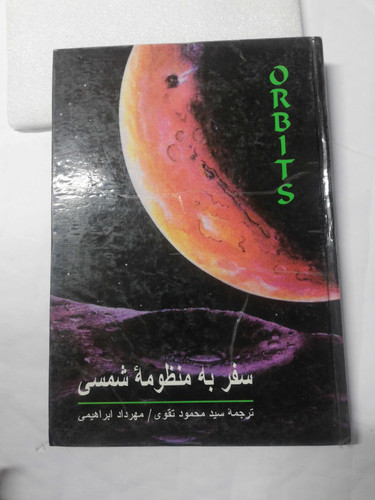 ORBITS
سفر به منظومهٔ شمسی
ترجمهٔ سید محمود تقوی / مهرداد ابراهیمی